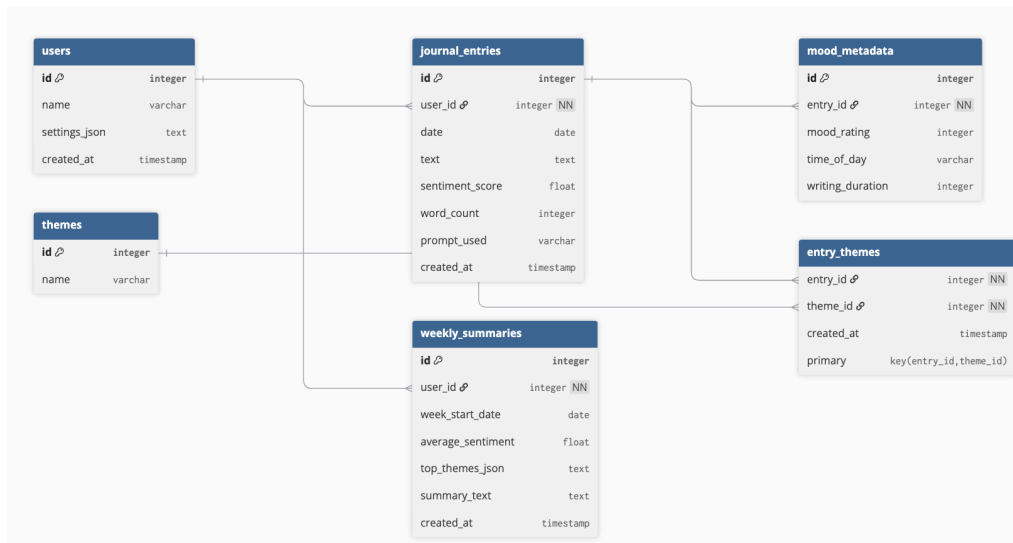 users
id integer
name varchar
settings_json text
created_at timestamp
themes
id integer
name varchar
journal_entries
id integer
user_id integer NN
date date
text text
sentiment_score float
word_count integer
prompt_used varchar
created_at timestamp
weekly_summaries
id integer
user_id integer NN
week_start_date date
average_sentiment float
top_themes_json text
summary_text text
created_at timestamp
mood_metadata
id integer
entry_id integer NN
mood_rating integer
time_of_day varchar
writing_duration integer
entry_themes
entry_id integer NN
theme_id integer NN
created_at timestamp
primary key(entry_id,theme_id)